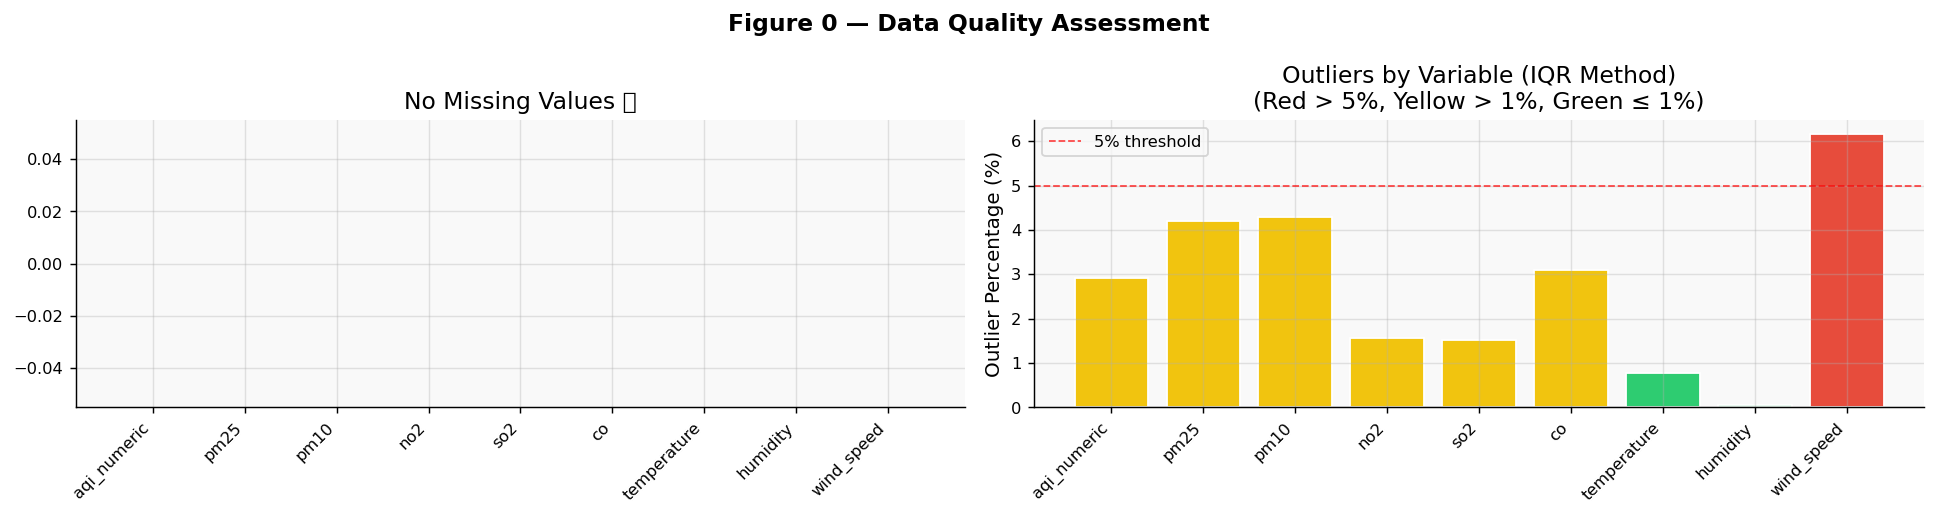 Figure 0 — Data Quality Assessment
No Missing Values
0.04
0.02
0.00
−0.02
−0.04
aqi_numeric
pm25
pm10
no2
so2
co
temperature
humidity
wind_speed
Outliers by Variable (IQR Method)
(Red > 5%, Yellow > 1%, Green ≤ 1%)
5% threshold
Outlier Percentage (%)
6
5
4
3
2
1
0
aqi_numeric
pm25
pm10
no2
so2
co
temperature
humidity
wind_speed